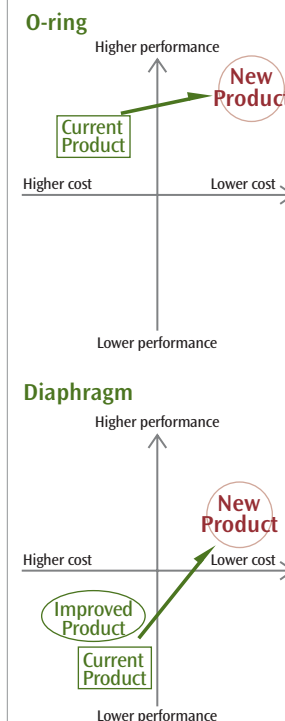 O-ring
Higher performance
New
Product
Current
Product
Higher cost
Lower cost
Lower performance
Diaphragm
Higher performance
New
Product
Higher cost
Lower cost
Improved
Product
Current
Product
Lower performance